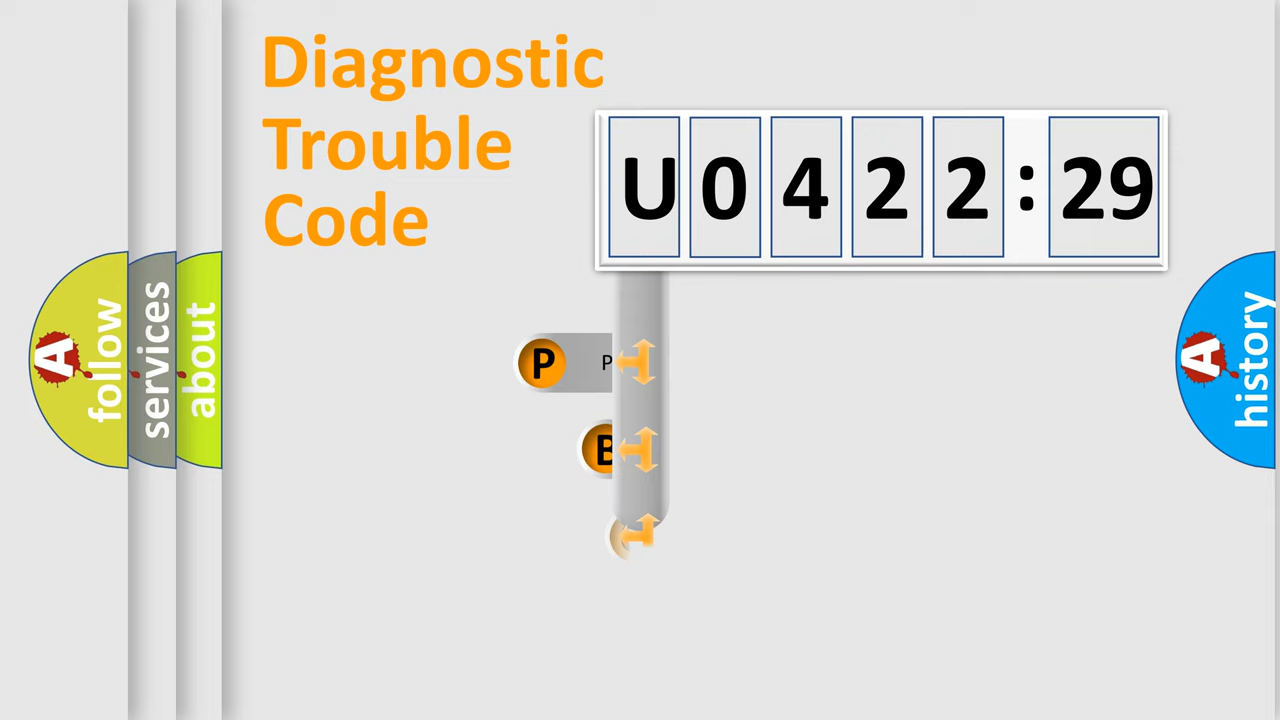 Diagnostic
Trouble
Code
U0422:29
P P
B
A follow
services
about
A history